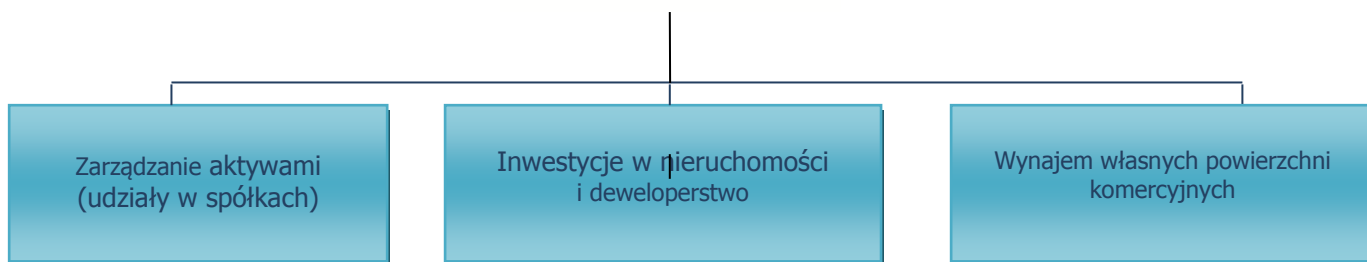 Zarządzanie aktywami
(udziały w spółkach)
Inwestycje w nieruchomości
i deweloperstwo
Wynajem własnych powierzchni
komercyjnych